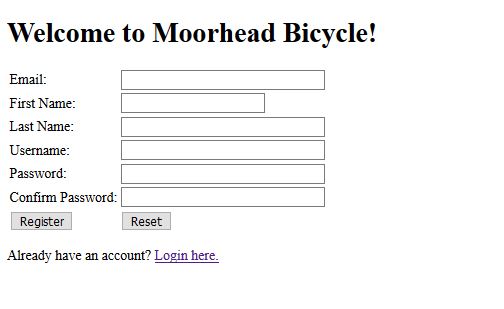 Welcome to Moorhead Bicycle!
Email:
First Name:
Last Name:
Username:
Password:
Confirm Password:
Register Reset
Already have an account? Login here.